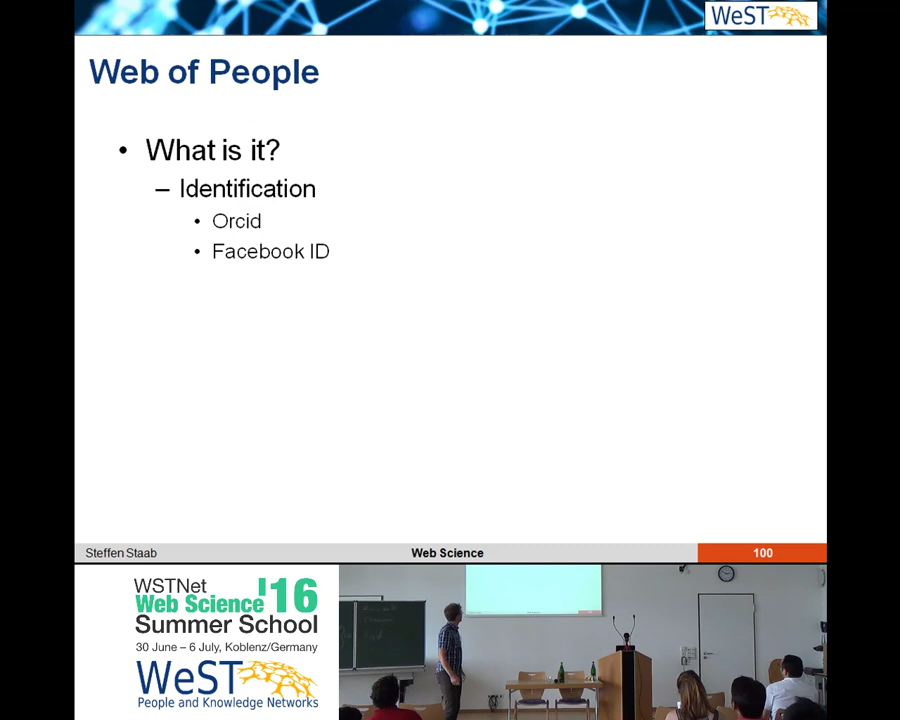 WeST
Web of People
• What is it?
– Identification
• Orcid
• Facebook ID
Steffen Staab
Web Science
100
WSTNet
Web Science '16
Summer School
30 June – 6 July, Koblenz/Germany
WeST
People and Knowledge Networks